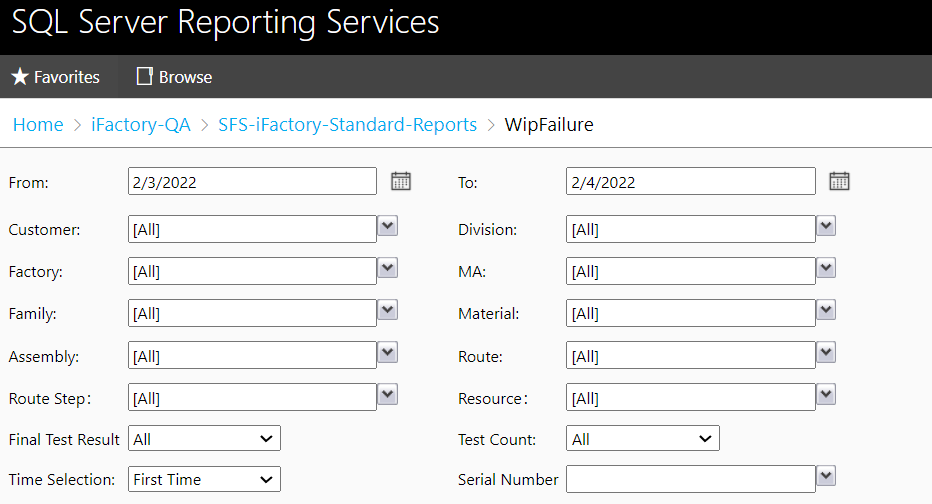 SQL Server Reporting Services
Favorites Browse
Home > iFactory-QA > SFS-iFactory-Standard-Reports > WipFailure
From: 2/3/2022 To: 2/4/2022
Customer: [All] Division: [All]
Factory: [All] MA: [All]
Family: [All] Material: [All]
Assembly: [All] Route: [All]
Route Step: [All] Resource: [All]
Final Test Result All Test Count: All
Time Selection: First Time Serial Number